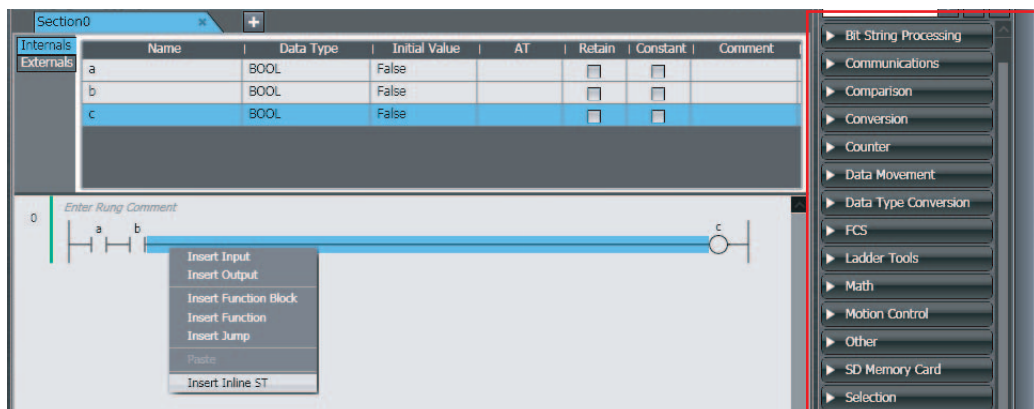 Section0
Internals
Externals
Name Data Type Initial Value AT Retain Constant Comment
a BOOL False
b BOOL False
c BOOL False
0
Enter Rung Comment
a b c
Insert Input
Insert Output
Insert Function Block
Insert Function
Insert Jump
Paste
Insert Inline ST
Bit String Processing
Communications
Comparison
Conversion
Counter
Data Movement
Data Type Conversion
FCS
Ladder Tools
Math
Motion Control
Other
SD Memory Card
Selection